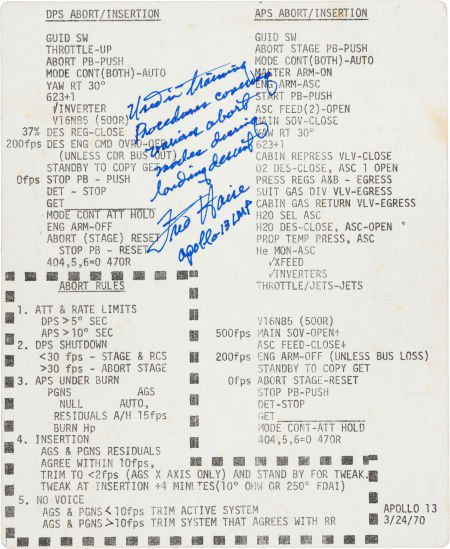 DPS ABORT/INSERTION
GUID SW
THROTTLE-UP
ABORT PB-PUSH
MODE CONT(BOTH)-AUTO
YAW RT 30°
623+1
√INVERTER
V16N85 (500R)
37% DES REG-CLOSE
200fps DES ENG CMD OVRD-OFF
(UNLESS CDR BUS OUT)
STANDBY TO COPY GET
0fps STOP PB - PUSH
DET - STOP
GET
MODE CONT ATT HOLD
ENG ARM-OFF
ABORT (STAGE) RESET
STOP PB - RESET
404,5,6=0 470R
APS ABORT/INSERTION
GUID SW
ABORT STAGE PB-PUSH
MODE CONT(BOTH)-AUTO
MASTER ARM-ON
ENG ARM-ASC
START PB-PUSH
ASC FEED(2)-OPEN
MAIN SOV-CLOSE
YAW RT 30°
623+1
CABIN REPRESS VLV-CLOSE
O2 DES-CLOSE, ASC 1 OPEN
PRESS REGS A&B - EGRESS
SUIT GAS DIV VLV-EGRESS
CABIN GAS RETURN VLV-EGRESS
H2O SEL ASC
H2O DES-CLOSE, ASC-OPEN
PROP TEMP PRESS, ASC
He MON-ASC
√XFEED
√INVERTERS
THROTTLE/JETS-JETS
V16N85 (500R)
500fps MAIN SOV-OPEN↑
ASC FEED-CLOSE↓
200fps ENG ARM-OFF (UNLESS BUS LOSS)
STANDBY TO COPY GET
0fps ABORT STAGE-RESET
STOP PB-PUSH
DET-STOP
GET
MODE CONT-ATT HOLD
404,5,6=0 470R
Used in training
Procedures covering
various abort
modes during
landing descent
Fred Haise
Apollo-13 LMP
ABORT RULES
1. ATT & RATE LIMITS
DPS >5° SEC
APS >10° SEC
2. DPS SHUTDOWN
<30 fps - STAGE & RCS
>30 fps - ABORT STAGE
3. APS UNDER BURN
PGNS AGS
NULL AUTO,
RESIDUALS A/H 15fps
BURN Hp
4. INSERTION
AGS & PGNS RESIDUALS
AGREE WITHIN 10fps,
TRIM TO <2fps (AGS X AXIS ONLY) AND STAND BY FOR TWEAK.
TWEAK AT INSERTION +4 MINUTES(10° OHW OR 250° FDAI)
5. NO VOICE
AGS & PGNS <10fps TRIM ACTIVE SYSTEM
AGS & PGNS >10fps TRIM SYSTEM THAT AGREES WITH RR
APOLLO 13
3/24/70